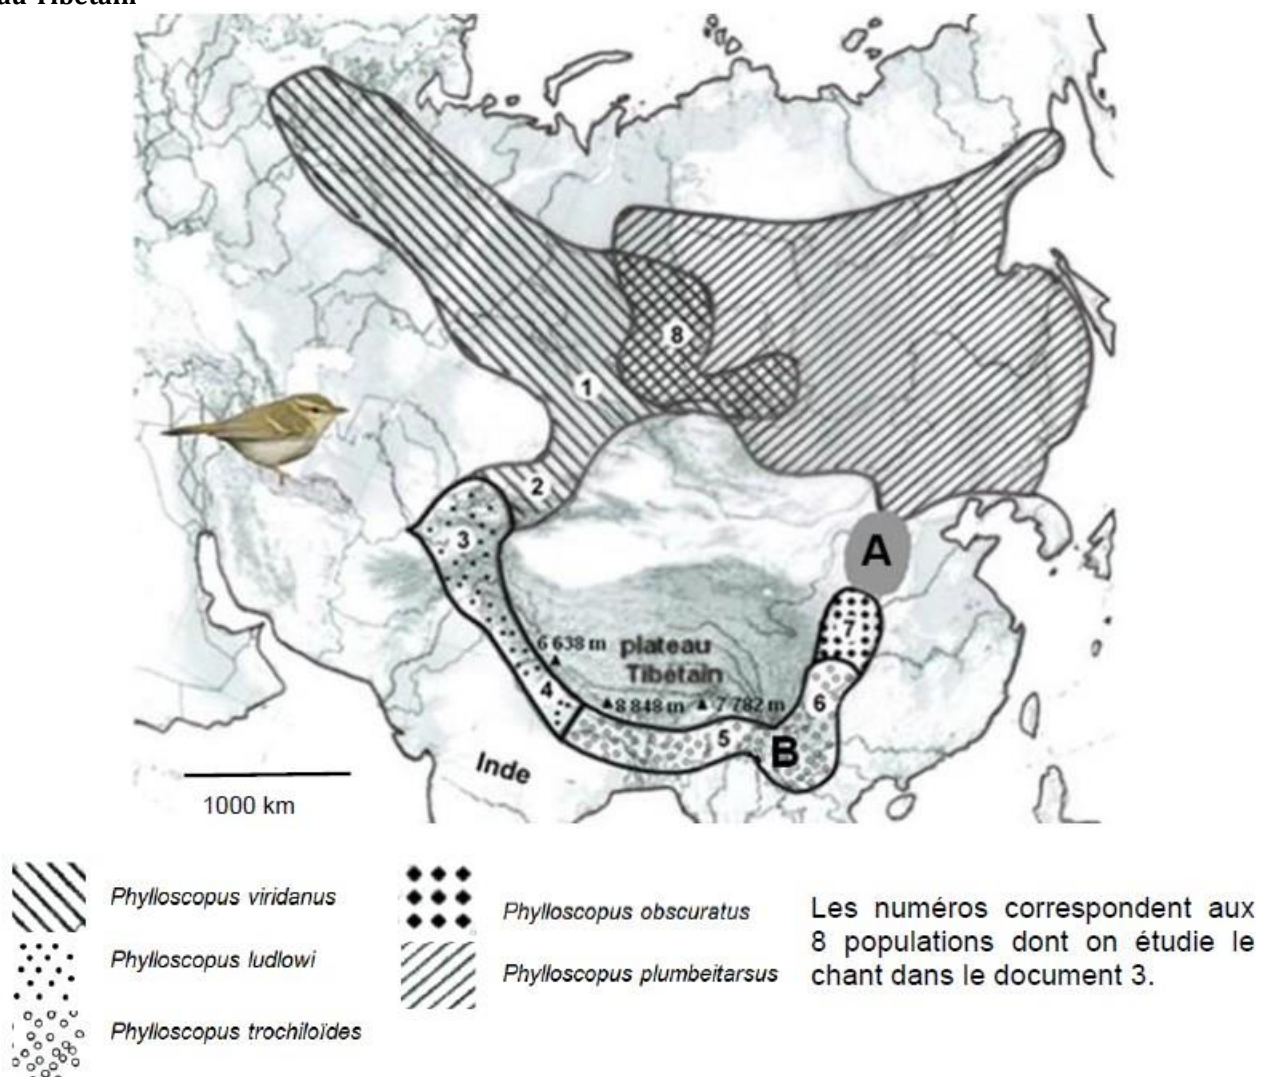 au Tibétain
8
1
2
3
A
7
6 638 m
plateau
Tibétain
4
8 848 m
7 782 m
6
5
B
Inde
1000 km
Phylloscopus viridanus
Phylloscopus ludlowi
Phylloscopus trochiloïdes
Phylloscopus obscuratus
Phylloscopus plumbeitarsus
Les numéros correspondent aux
8 populations dont on étudie le
chant dans le document 3.